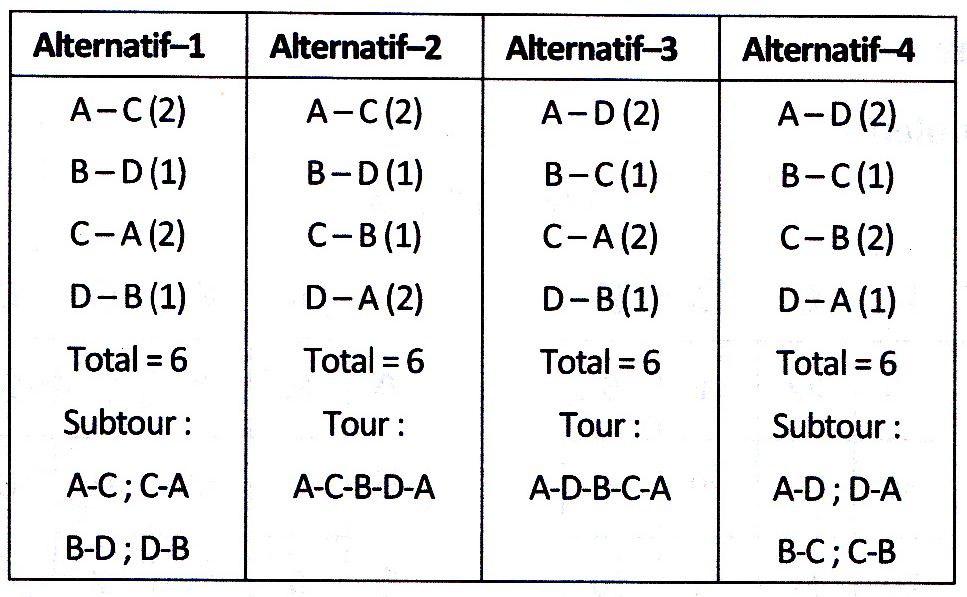 Alternatif–1 Alternatif–2 Alternatif–3 Alternatif–4
A – C (2) A – C (2) A – D (2) A – D (2)
B – D (1) B – D (1) B – C (1) B – C (1)
C – A (2) C – B (1) C – A (2) C – B (2)
D – B (1) D – A (2) D – B (1) D – A (1)
Total = 6 Total = 6 Total = 6 Total = 6
Subtour : Tour : Tour : Subtour :
A-C ; C-A A-C-B-D-A A-D-B-C-A A-D ; D-A
B-D ; D-B B-C ; C-B